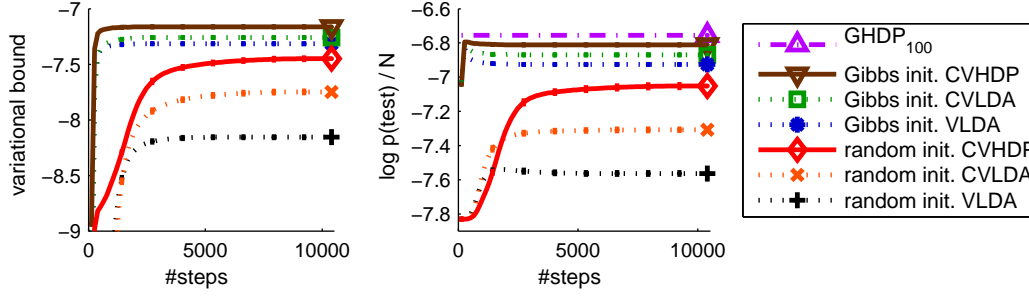 variational bound
−7
−7.5
−8
−8.5
−9
0
5000
10000
#steps
log p(test) / N
−6.6
−6.8
−7
−7.2
−7.4
−7.6
−7.8
0
5000
10000
#steps
GHDP100
Gibbs init. CVHDP
Gibbs init. CVLDA
Gibbs init. VLDA
random init. CVHDP
random init. CVLDA
random init. VLDA